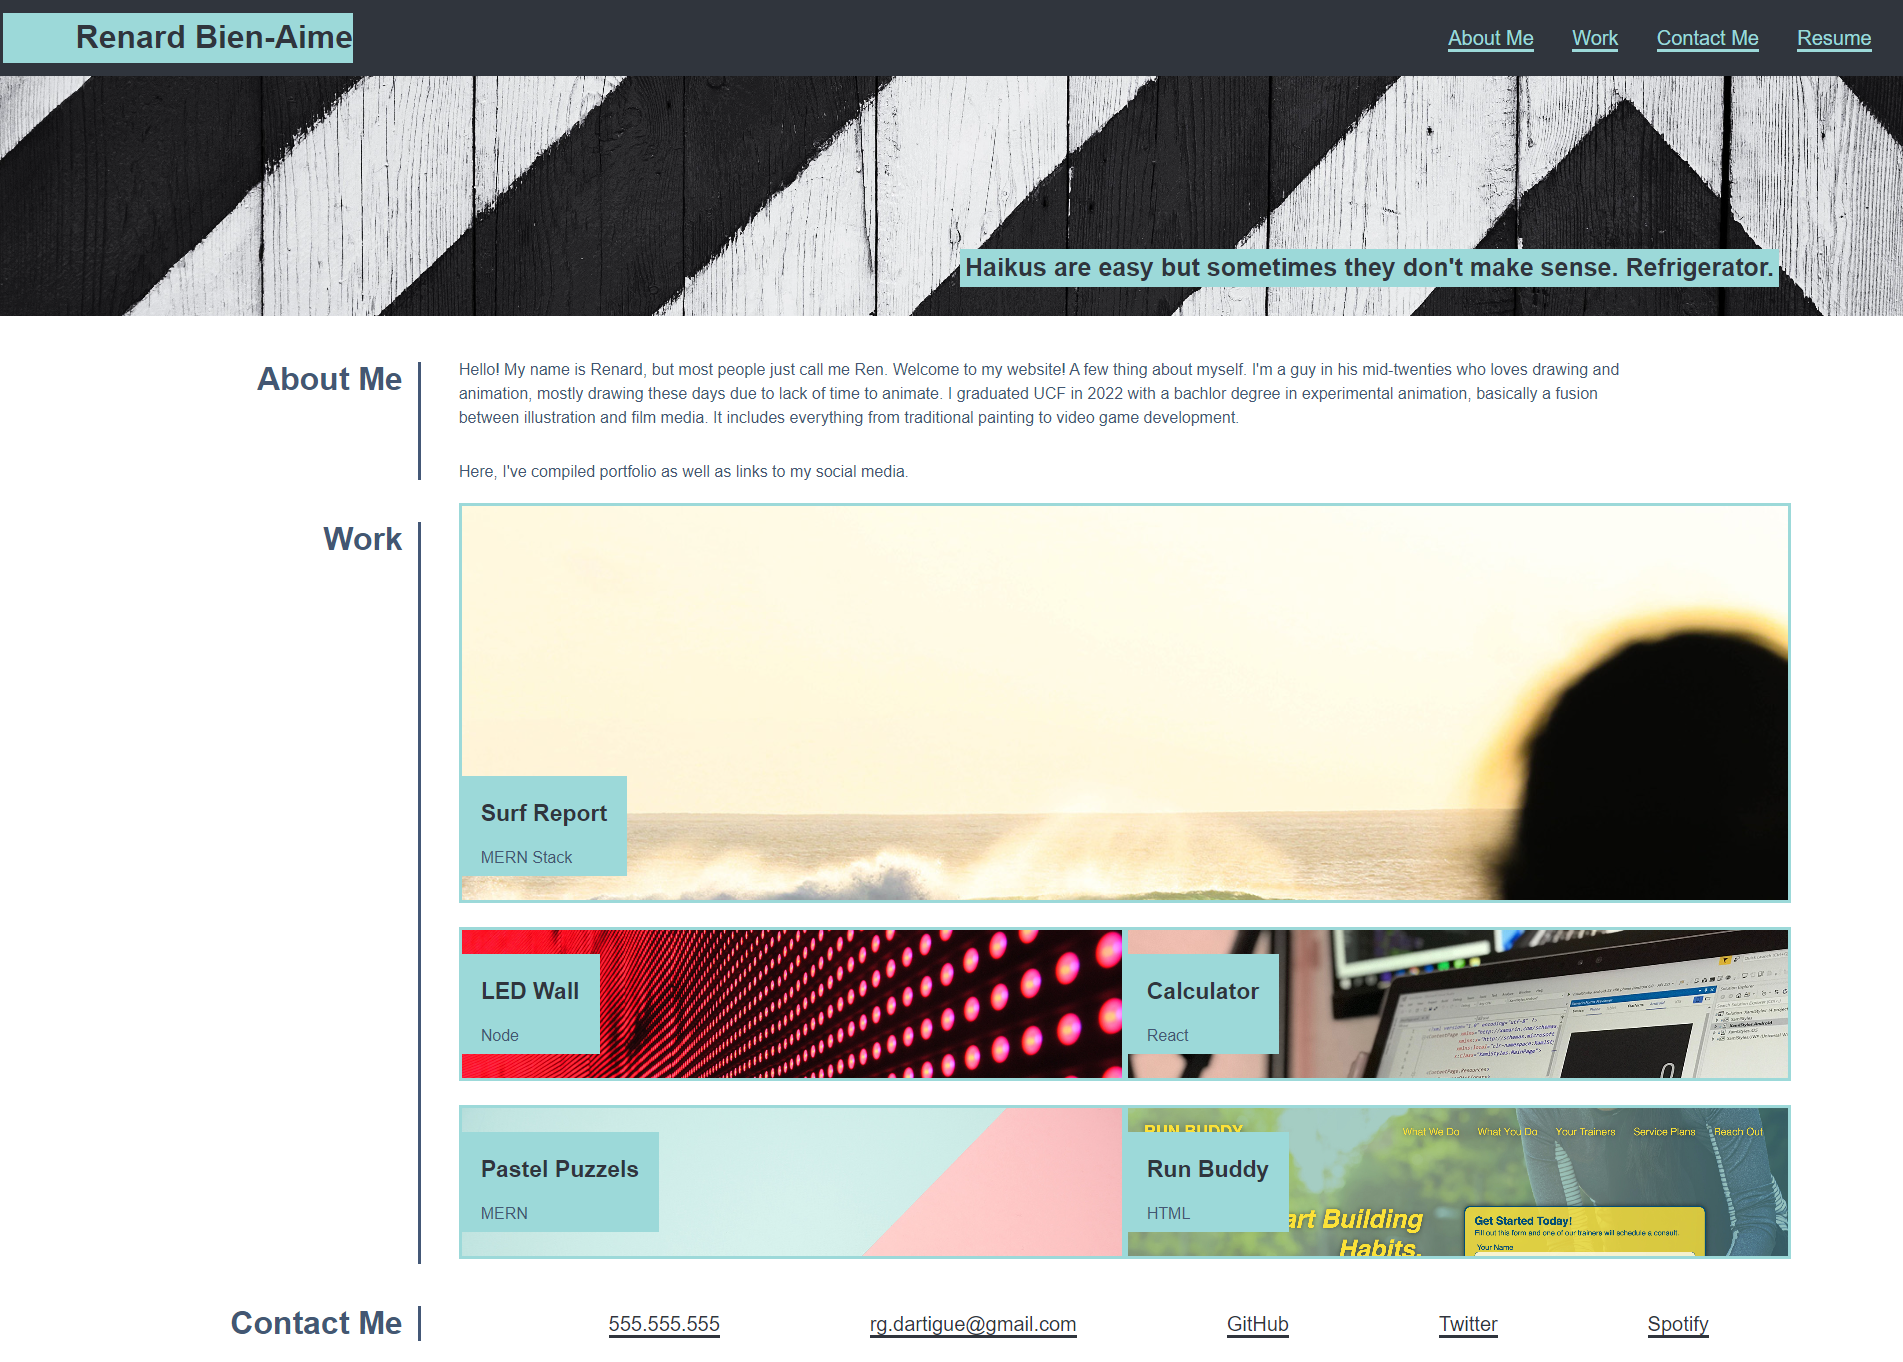 Renard Bien-Aime
About Me Work Contact Me Resume
Haikus are easy but sometimes they don't make sense. Refrigerator.
About Me
Hello! My name is Renard, but most people just call me Ren. Welcome to my website! A few thing about myself. I'm a guy in his mid-twenties who loves drawing and
animation, mostly drawing these days due to lack of time to animate. I graduated UCF in 2022 with a bachlor degree in experimental animation, basically a fusion
between illustration and film media. It includes everything from traditional painting to video game development.
Here, I've compiled portfolio as well as links to my social media.
Work
Surf Report
MERN Stack
LED Wall
Node
Calculator
React
Pastel Puzzels
MERN
RUN BUDDY
What We Do What You Do Your Trainers Service Plans Reach Out
Run Buddy
HTML
art Building
Habits.
Get Started Today!
Fill out this form and one of our trainers will schedule a consult.
Your Name
Contact Me
555.555.555 rg.dartigue@gmail.com GitHub Twitter Spotify